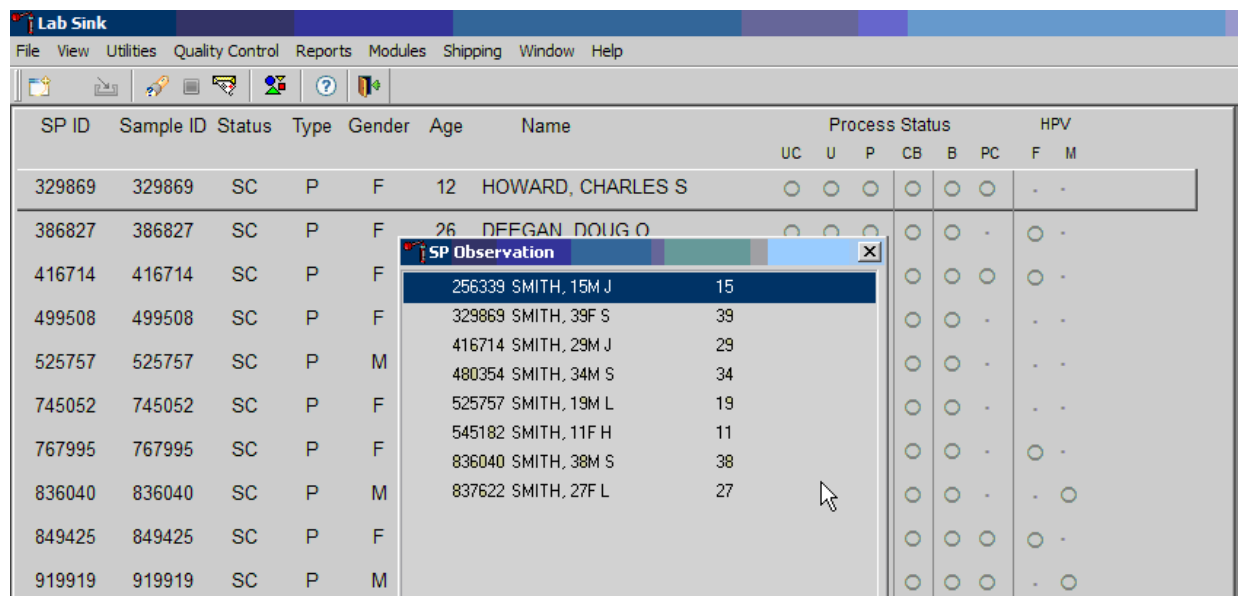 Lab Sink
File View Utilities Quality Control Reports Modules Shipping Window Help
SP ID Sample ID Status Type Gender Age Name Process Status HPV
UC U P CB B PC F M
329869 329869 SC P F 12 HOWARD, CHARLES S
386827 386827 SC P F 26 DEEGAN, DOUG O
416714 416714 SC P F
499508 499508 SC P F
525757 525757 SC P M
745052 745052 SC P F
767995 767995 SC P F
836040 836040 SC P M
849425 849425 SC P F
919919 919919 SC P M
SP Observation
256339 SMITH, 15M J 15
329869 SMITH, 39F S 39
416714 SMITH, 29M J 29
480354 SMITH, 34M S 34
525757 SMITH, 19M L 19
545182 SMITH, 11F H 11
836040 SMITH, 38M S 38
837622 SMITH, 27F L 27